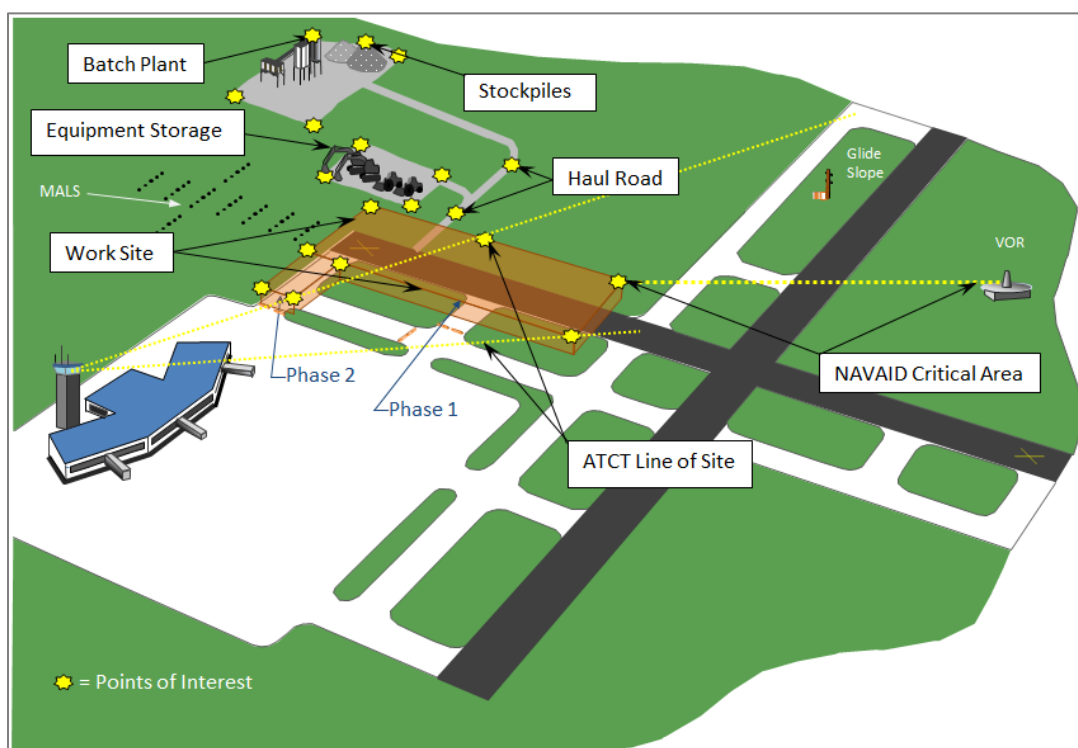 Batch Plant
Stockpiles
Equipment Storage
Glide
Slope
MALS
Haul Road
Work Site
VOR
Phase 2
NAVAID Critical Area
Phase 1
ATCT Line of Site
= Points of Interest